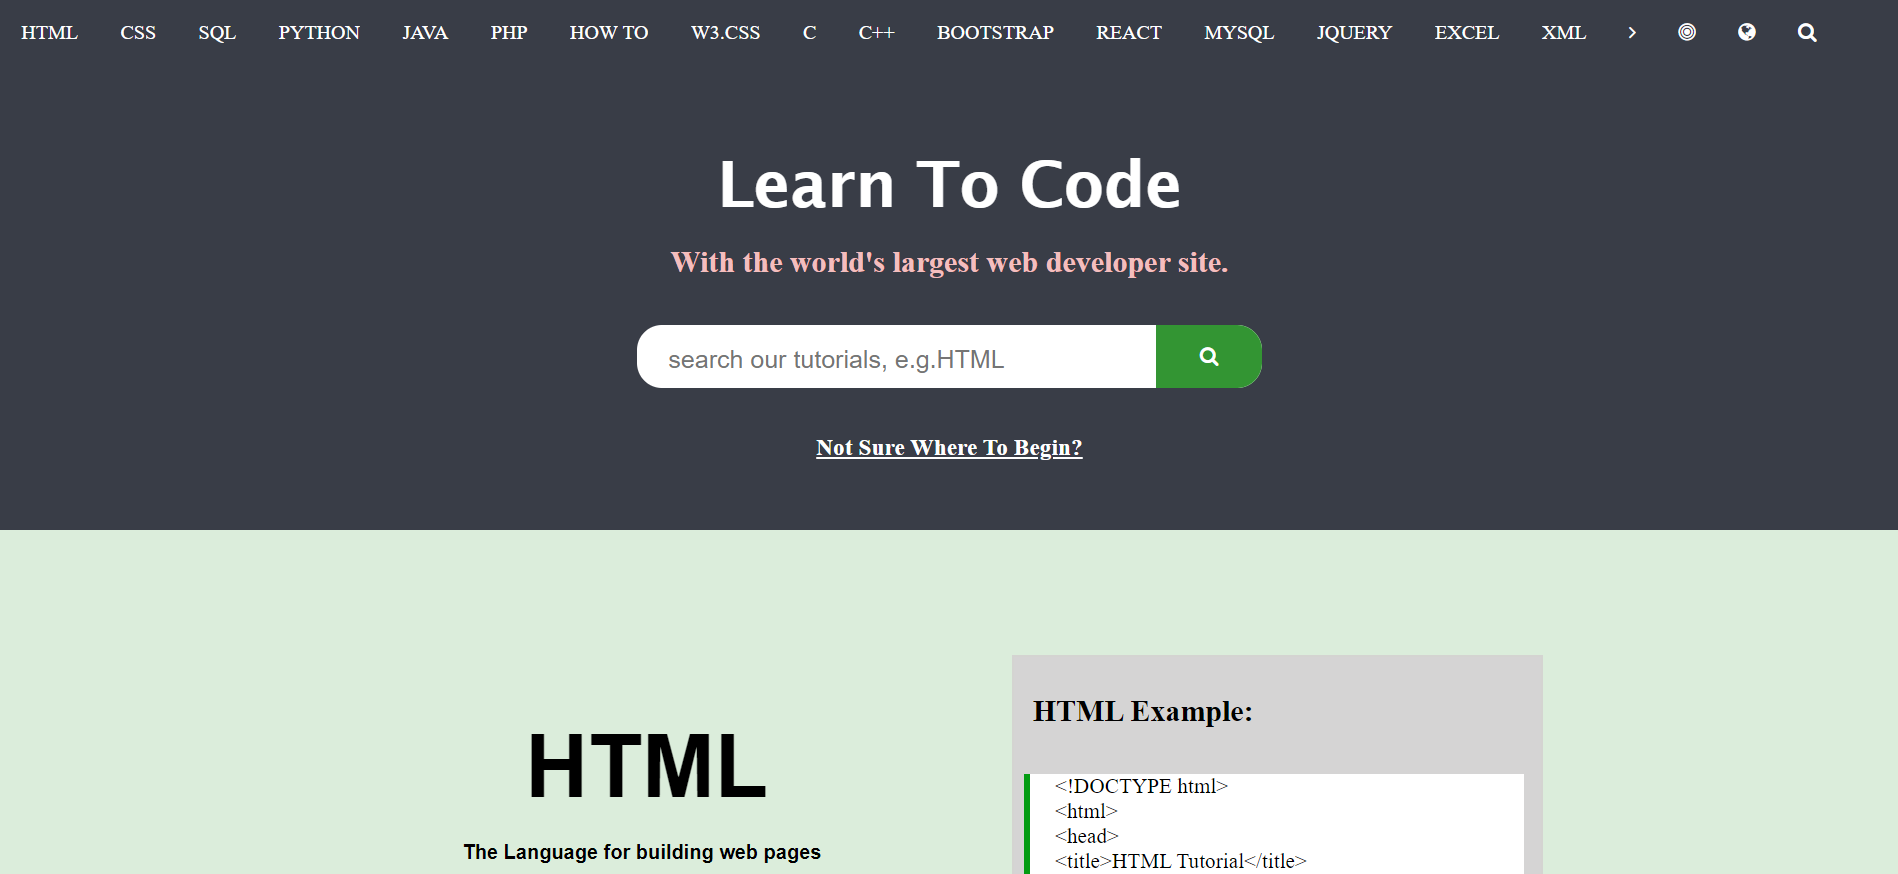 HTML CSS SQL PYTHON JAVA PHP HOW TO W3.CSS C C++ BOOTSTRAP REACT MYSQL JQUERY EXCEL XML
Learn To Code
With the world's largest web developer site.
search our tutorials, e.g.HTML
Not Sure Where To Begin?
HTML
The Language for building web pages
HTML Example:
<!DOCTYPE html>
<html>
<head>
<title>HTML Tutorial</title>